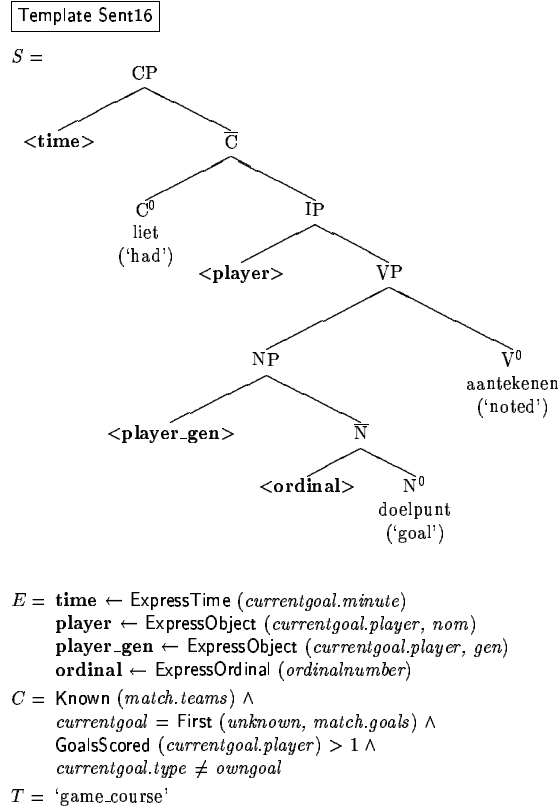 Template Sent16
S =
CP
<time> C̅
C⁰ IP
liet
(‘had’)
<player> VP
NP V⁰
aantekenen
(‘noted’)
<player_gen> N̅
<ordinal> N⁰
doelpunt
(‘goal’)
E = time ← ExpressTime (currentgoal.minute)
player ← ExpressObject (currentgoal.player, nom)
player_gen ← ExpressObject (currentgoal.player, gen)
ordinal ← ExpressOrdinal (ordinalnumber)
C = Known (match.teams) ∧
currentgoal = First (unknown, match.goals) ∧
GoalsScored (currentgoal.player) > 1 ∧
currentgoal.type ≠ owngoal
T = ‘game_course’